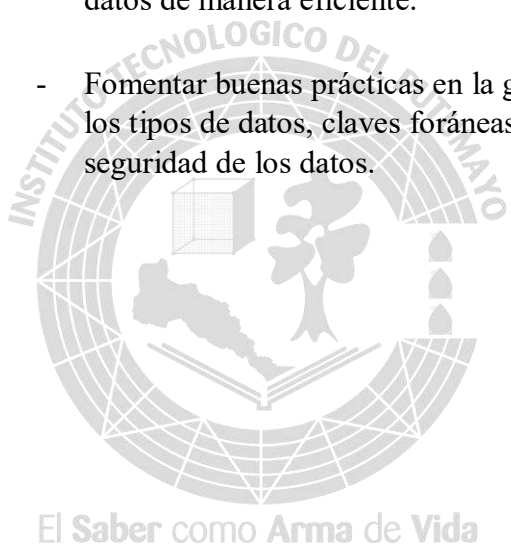 datos de manera eficiente.
- Fomentar buenas prácticas en la g
los tipos de datos, claves foráneas
seguridad de los datos.
INSTITUTO TECNOLOGICO DEL PUTUMAYO
El Saber como Arma de Vida